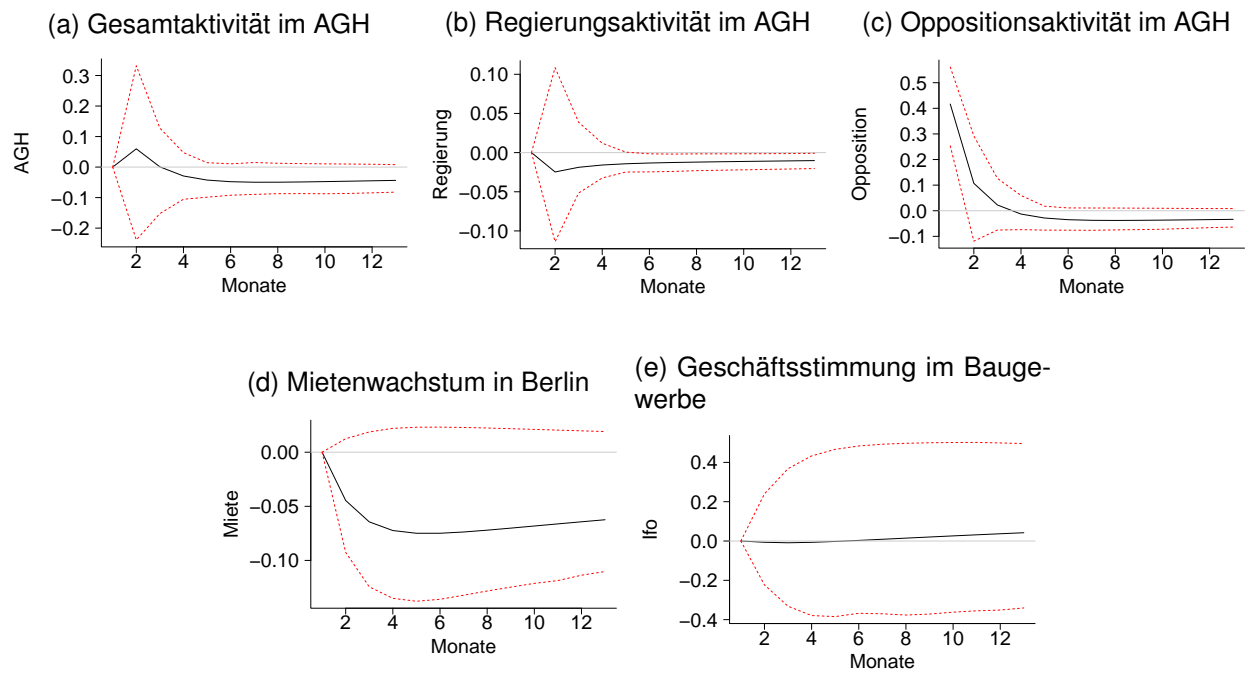 (a) Gesamtaktivität im AGH
AGH
0.3
0.2
0.1
0.0
−0.1
−0.2
2 4 6 8 10 12
Monate
(b) Regierungsaktivität im AGH
Regierung
0.10
0.05
0.00
−0.05
−0.10
2 4 6 8 10 12
Monate
(c) Oppositionsaktivität im AGH
Opposition
0.5
0.4
0.3
0.2
0.1
0.0
−0.1
2 4 6 8 10 12
Monate
(d) Mietenwachstum in Berlin
Miete
0.00
−0.05
−0.10
2 4 6 8 10 12
Monate
(e) Geschäftsstimmung im Bauge-
werbe
Ifo
0.4
0.2
0.0
−0.2
−0.4
2 4 6 8 10 12
Monate